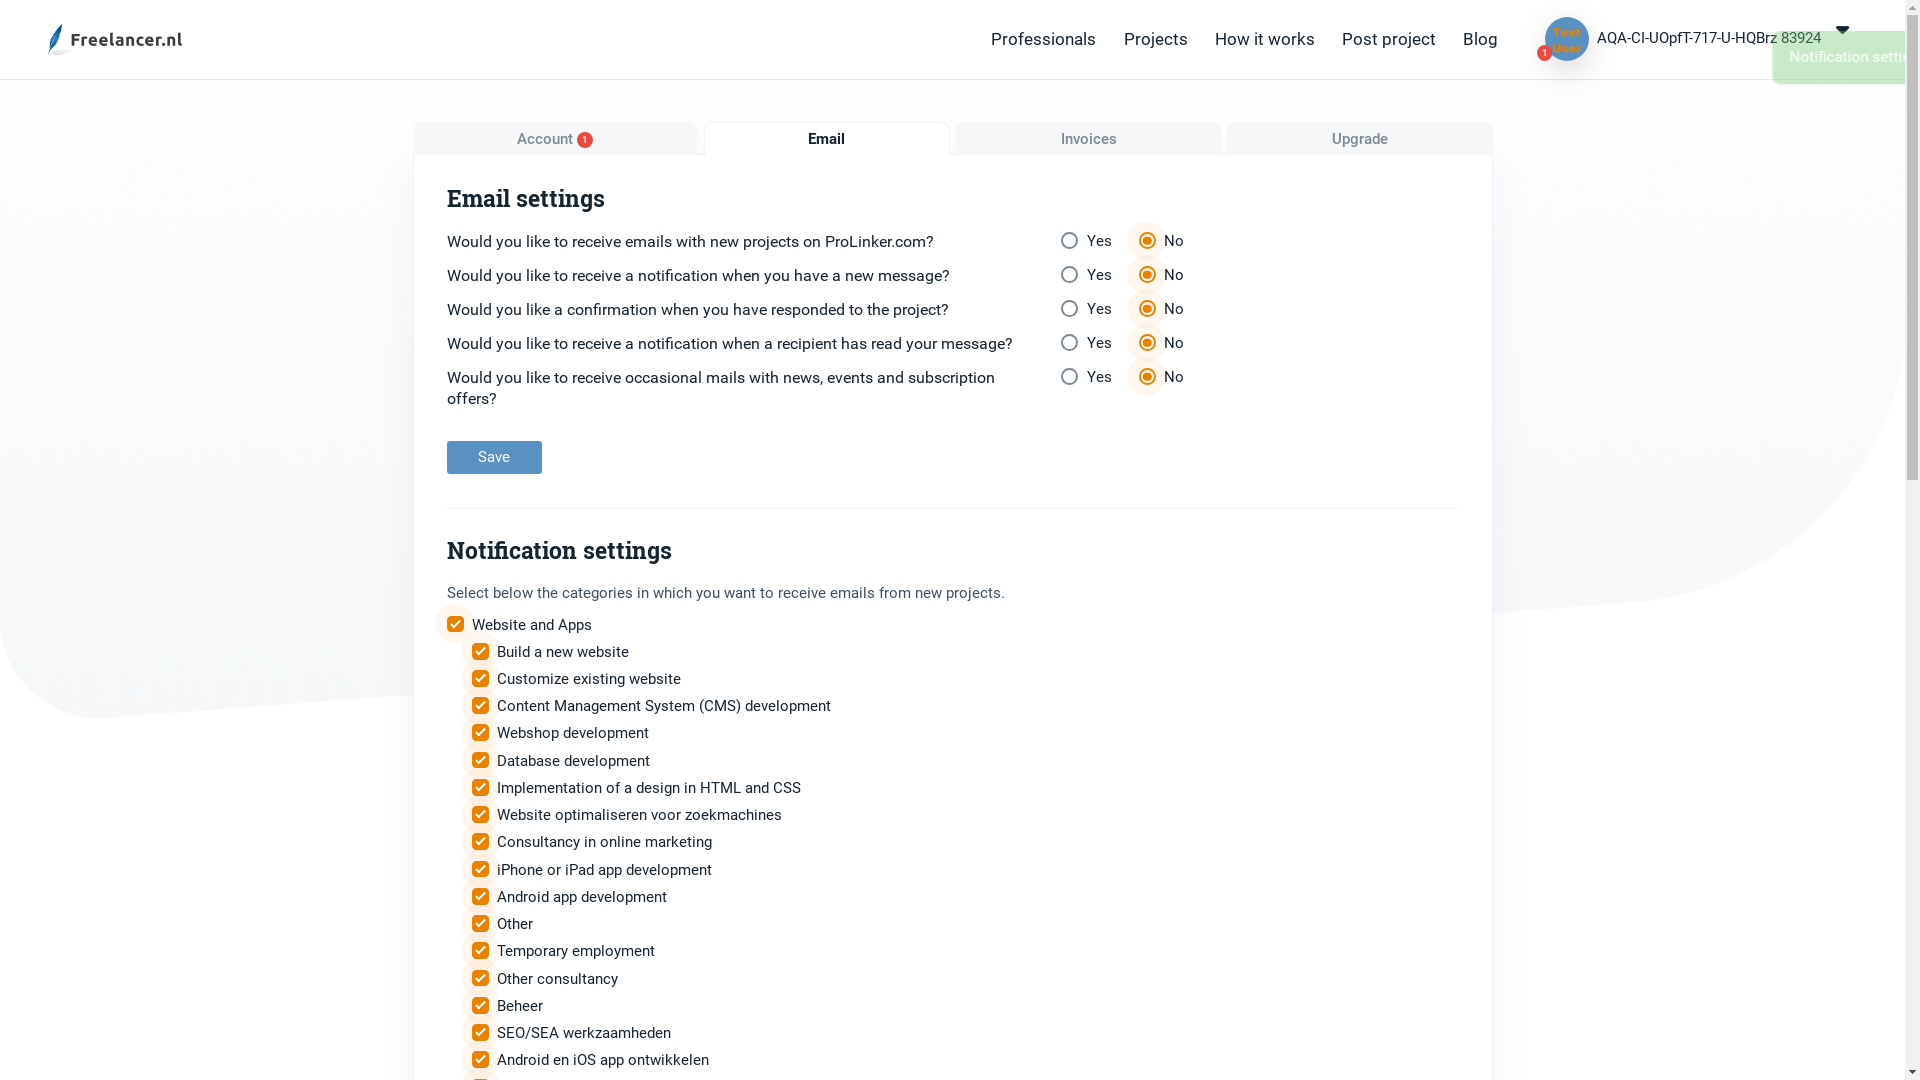 Freelancer.nl
Professionals
Projects
How it works
Post project
Blog
Test
User
1
AQA-CI-UOpfT-717-U-HQBrz 83924
Notification
Account 1
Email
Invoices
Upgrade
Email settings
Would you like to receive emails with new projects on ProLinker.com?
Yes No
Would you like to receive a notification when you have a new message?
Yes No
Would you like a confirmation when you have responded to the project?
Yes No
Would you like to receive a notification when a recipient has read your message?
Yes No
Would you like to receive occasional mails with news, events and subscription
offers?
Yes No
Save
Notification settings
Select below the categories in which you want to receive emails from new projects.
Website and Apps
Build a new website
Customize existing website
Content Management System (CMS) development
Webshop development
Database development
Implementation of a design in HTML and CSS
Website optimaliseren voor zoekmachines
Consultancy in online marketing
iPhone or iPad app development
Android app development
Other
Temporary employment
Other consultancy
Beheer
SEO/SEA werkzaamheden
Android en iOS app ontwikkelen